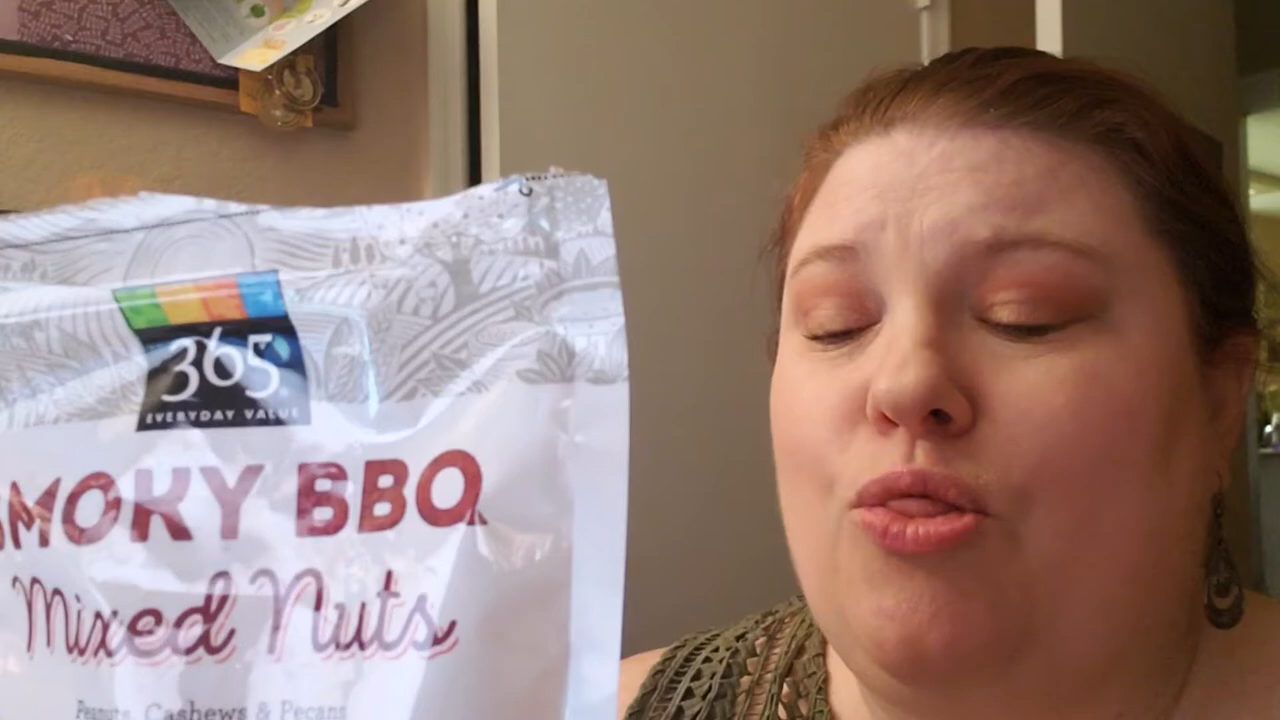 365
EVERYDAY VALUE
SMOKY BBQ
Mixed Nuts
Peanuts, Cashews & Pecans